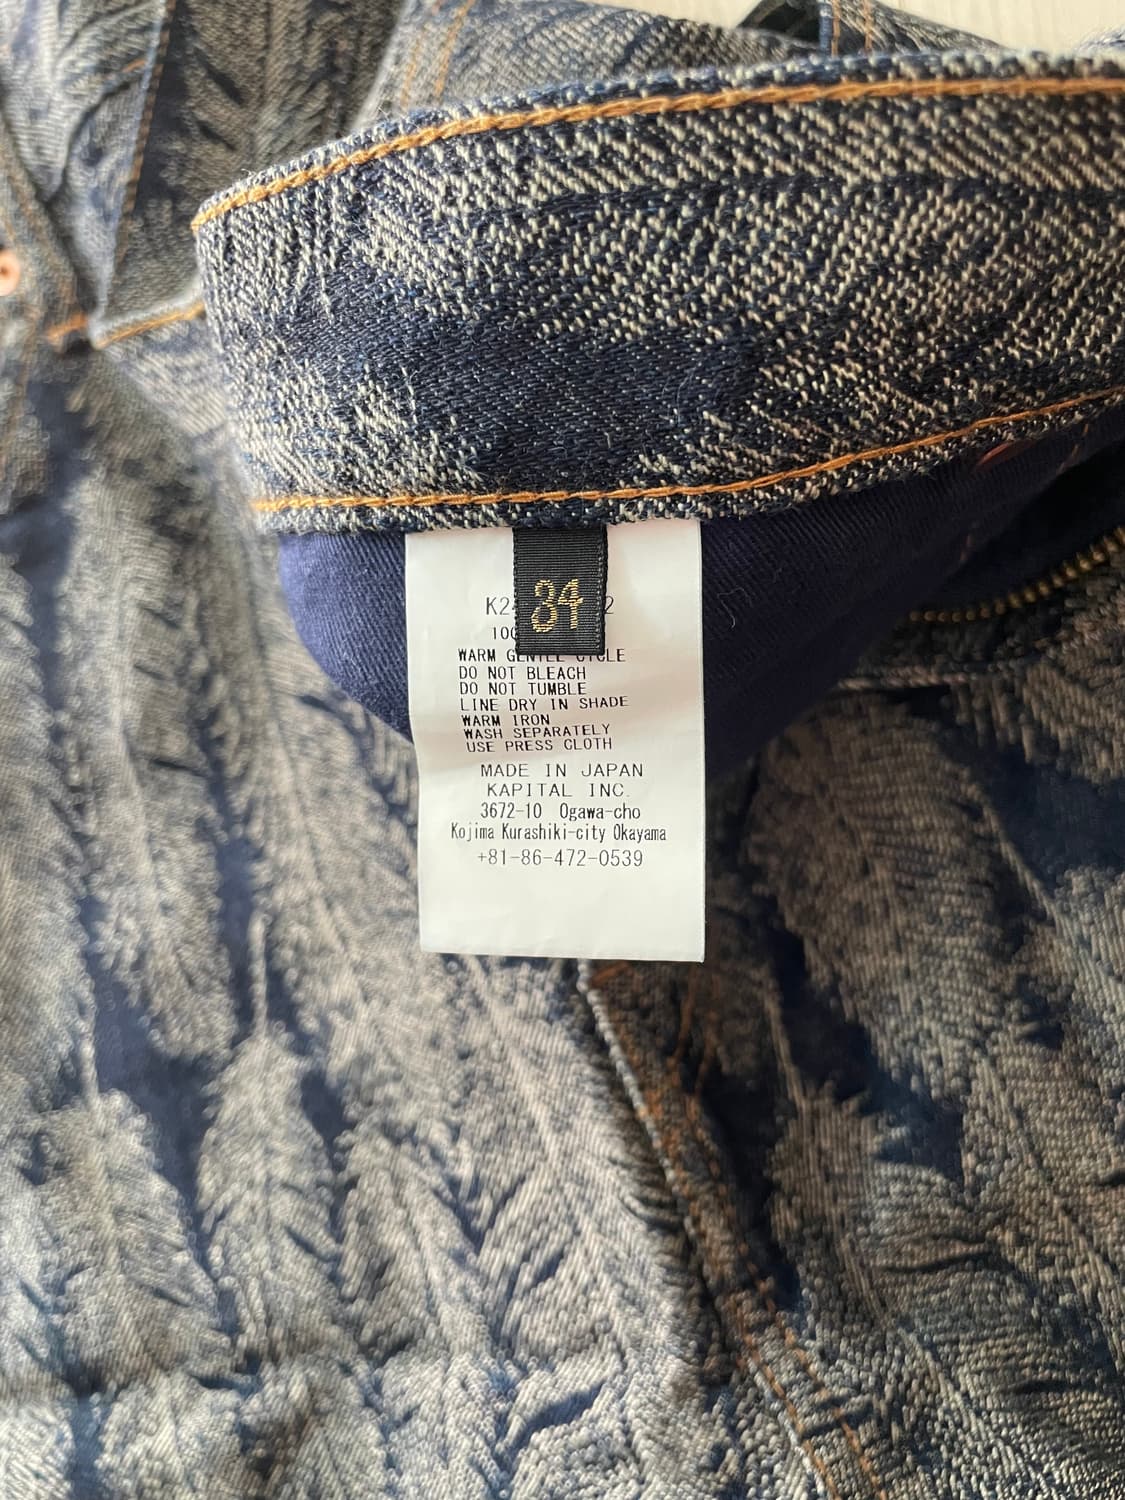 34
WARM GENTLE CYCLE
DO NOT BLEACH
DO NOT TUMBLE
LINE DRY IN SHADE
WARM IRON
WASH SEPARATELY
USE PRESS CLOTH
MADE IN JAPAN
KAPITAL INC.
3672-10 Ogawa-cho
Kojima Kurashiki-city Okayama
+81-86-472-0539